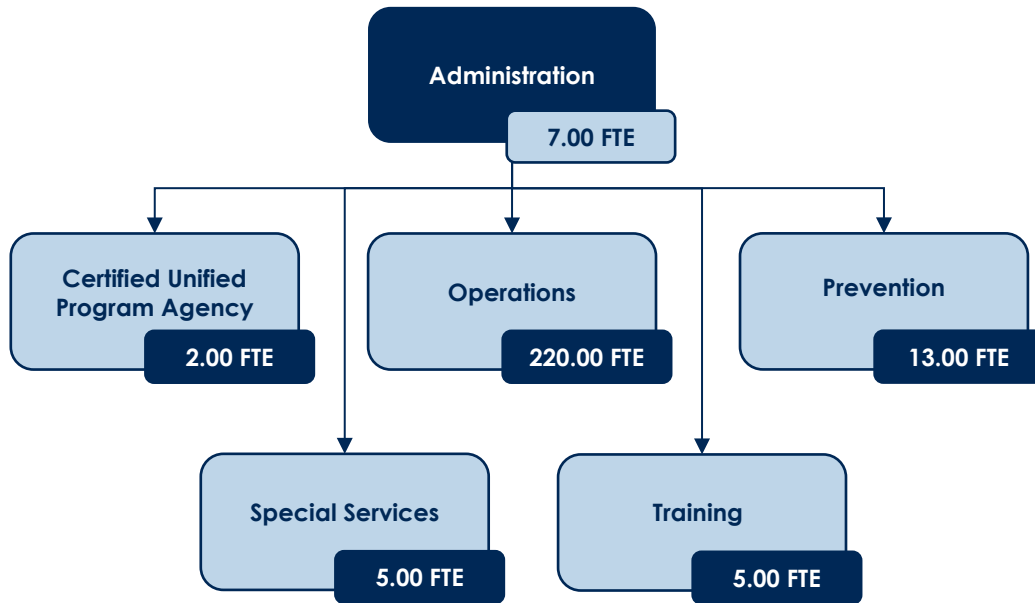 Administration
7.00 FTE
Certified Unified
Program Agency
2.00 FTE
Operations
220.00 FTE
Prevention
13.00 FTE
Special Services
5.00 FTE
Training
5.00 FTE